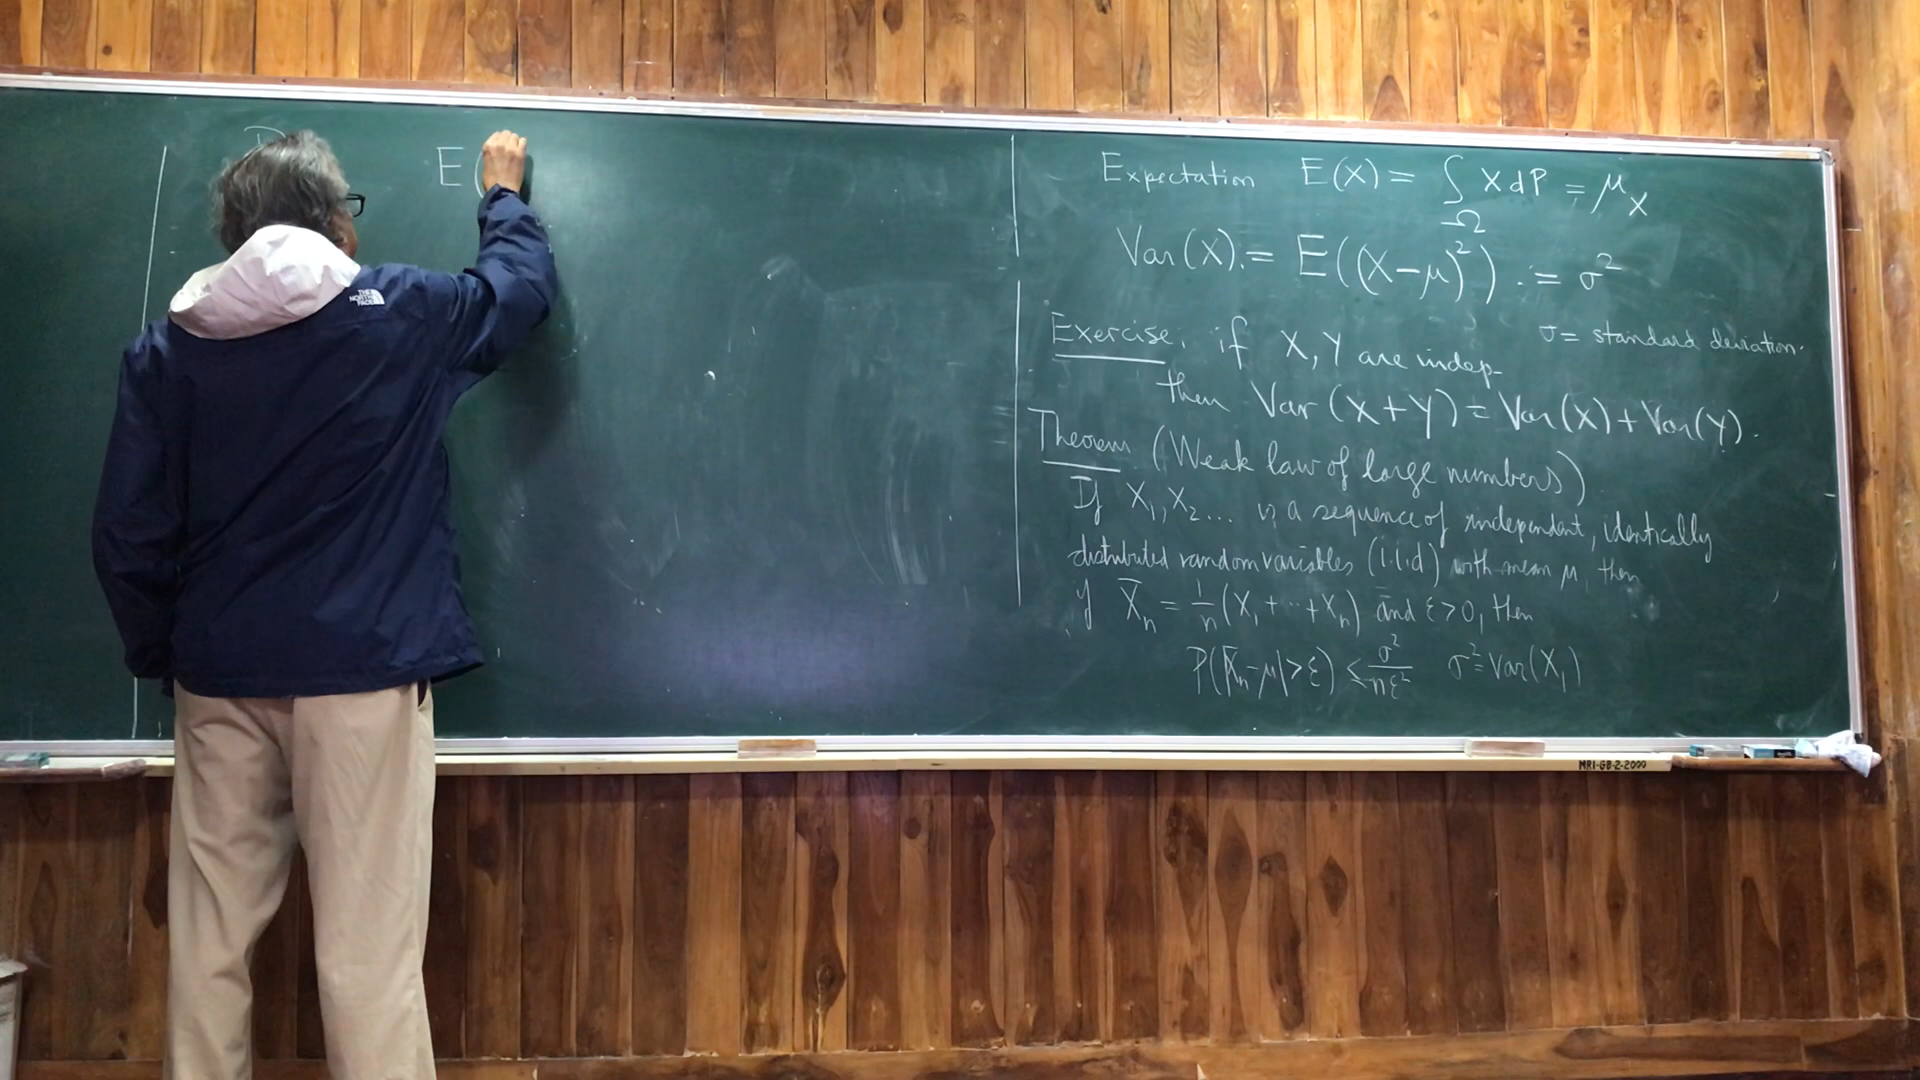 E(
THE
NORTH
FACE
Expectation E(X) = ∫_Ω X dP = μ_X
Var(X) := E((X-μ)²) := σ²
σ = standard deviation.
Exercise: if X, Y are indep-
then Var(X+Y) = Var(X) + Var(Y).
Theorem (Weak law of large numbers)
If X₁, X₂... is a sequence of independent, identically
distributed random variables (i.i.d) with mean μ, then
if X̄ₙ = 1/n (X₁ + ... + Xₙ) and ε > 0, then
P(|X̄ₙ-μ| > ε) ≤ σ²/nε² σ² = Var(X₁)
MRI-GB-2-2000